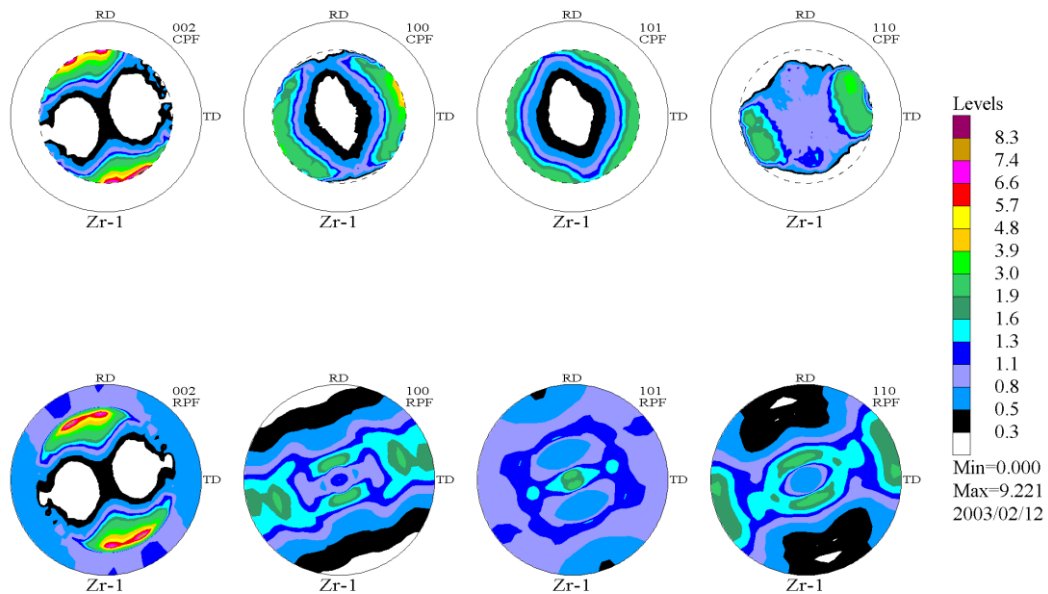 RD
002
CPF
TD
Zr-1
RD
100
CPF
TD
Zr-1
RD
101
CPF
TD
Zr-1
RD
110
CPF
TD
Zr-1
Levels
8.3
7.4
6.6
5.7
4.8
3.9
3.0
1.9
1.6
1.3
1.1
0.8
0.5
0.3
Min=0.000
Max=9.221
2003/02/12
RD
002
RPF
TD
Zr-1
RD
100
RPF
TD
Zr-1
RD
101
RPF
TD
Zr-1
RD
110
RPF
TD
Zr-1